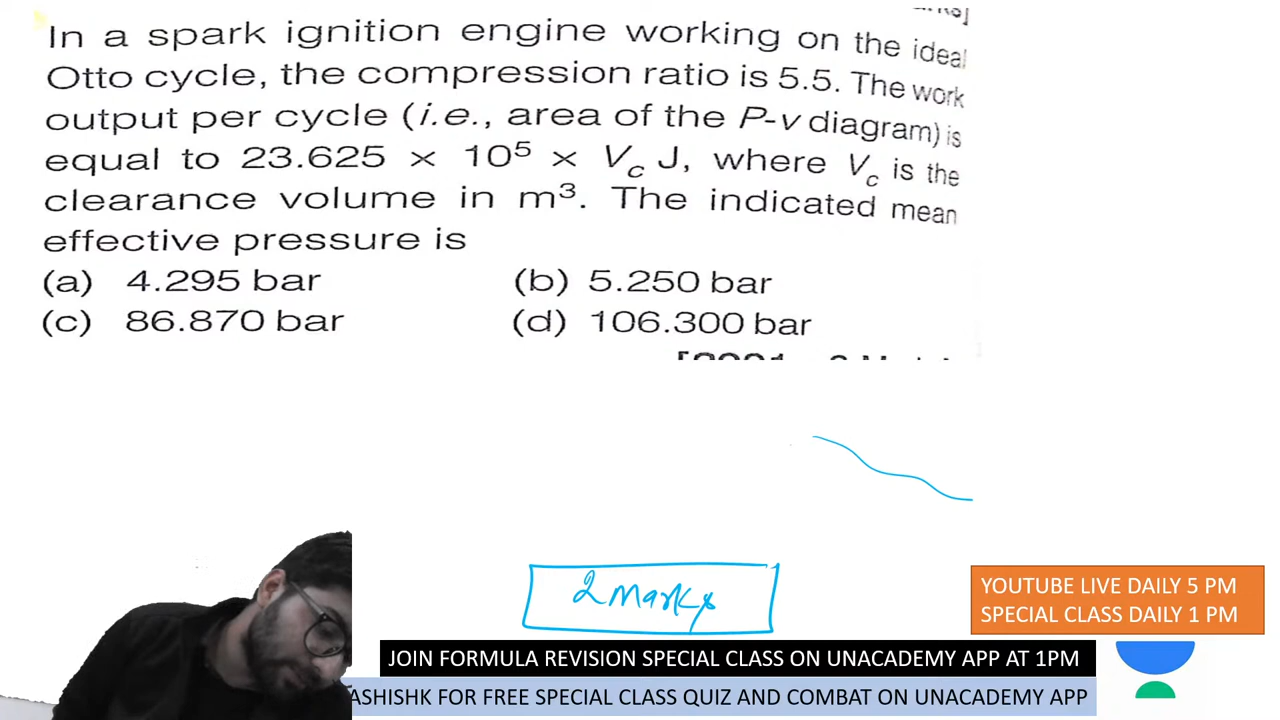 In a spark ignition engine working on the ideal
Otto cycle, the compression ratio is 5.5. The work
output per cycle (i.e., area of the P-v diagram) is
equal to 23.625 × 10⁵ × V_c J, where V_c is the
clearance volume in m³. The indicated mean
effective pressure is
(a) 4.295 bar (b) 5.250 bar
(c) 86.870 bar (d) 106.300 bar
2 Marks
YOUTUBE LIVE DAILY 5 PM
SPECIAL CLASS DAILY 1 PM
JOIN FORMULA REVISION SPECIAL CLASS ON UNACADEMY APP AT 1PM
ASHISHK FOR FREE SPECIAL CLASS QUIZ AND COMBAT ON UNACADEMY APP